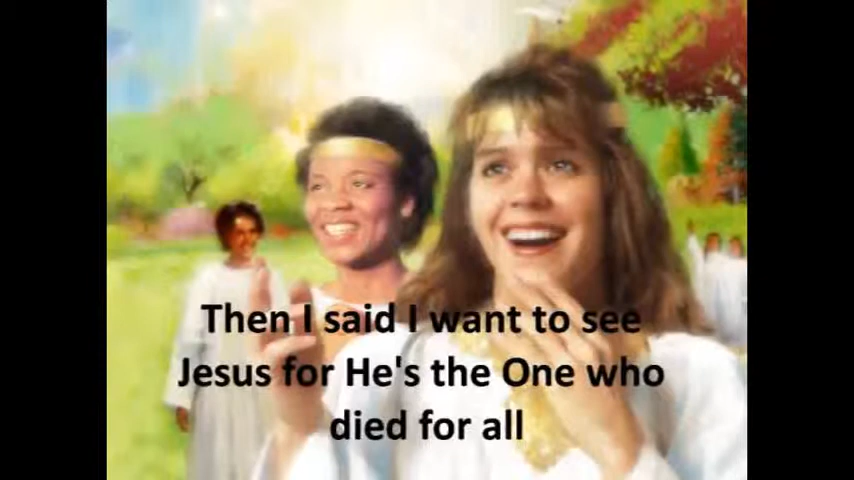 Then I said I want to see
Jesus for He's the One who
died for all